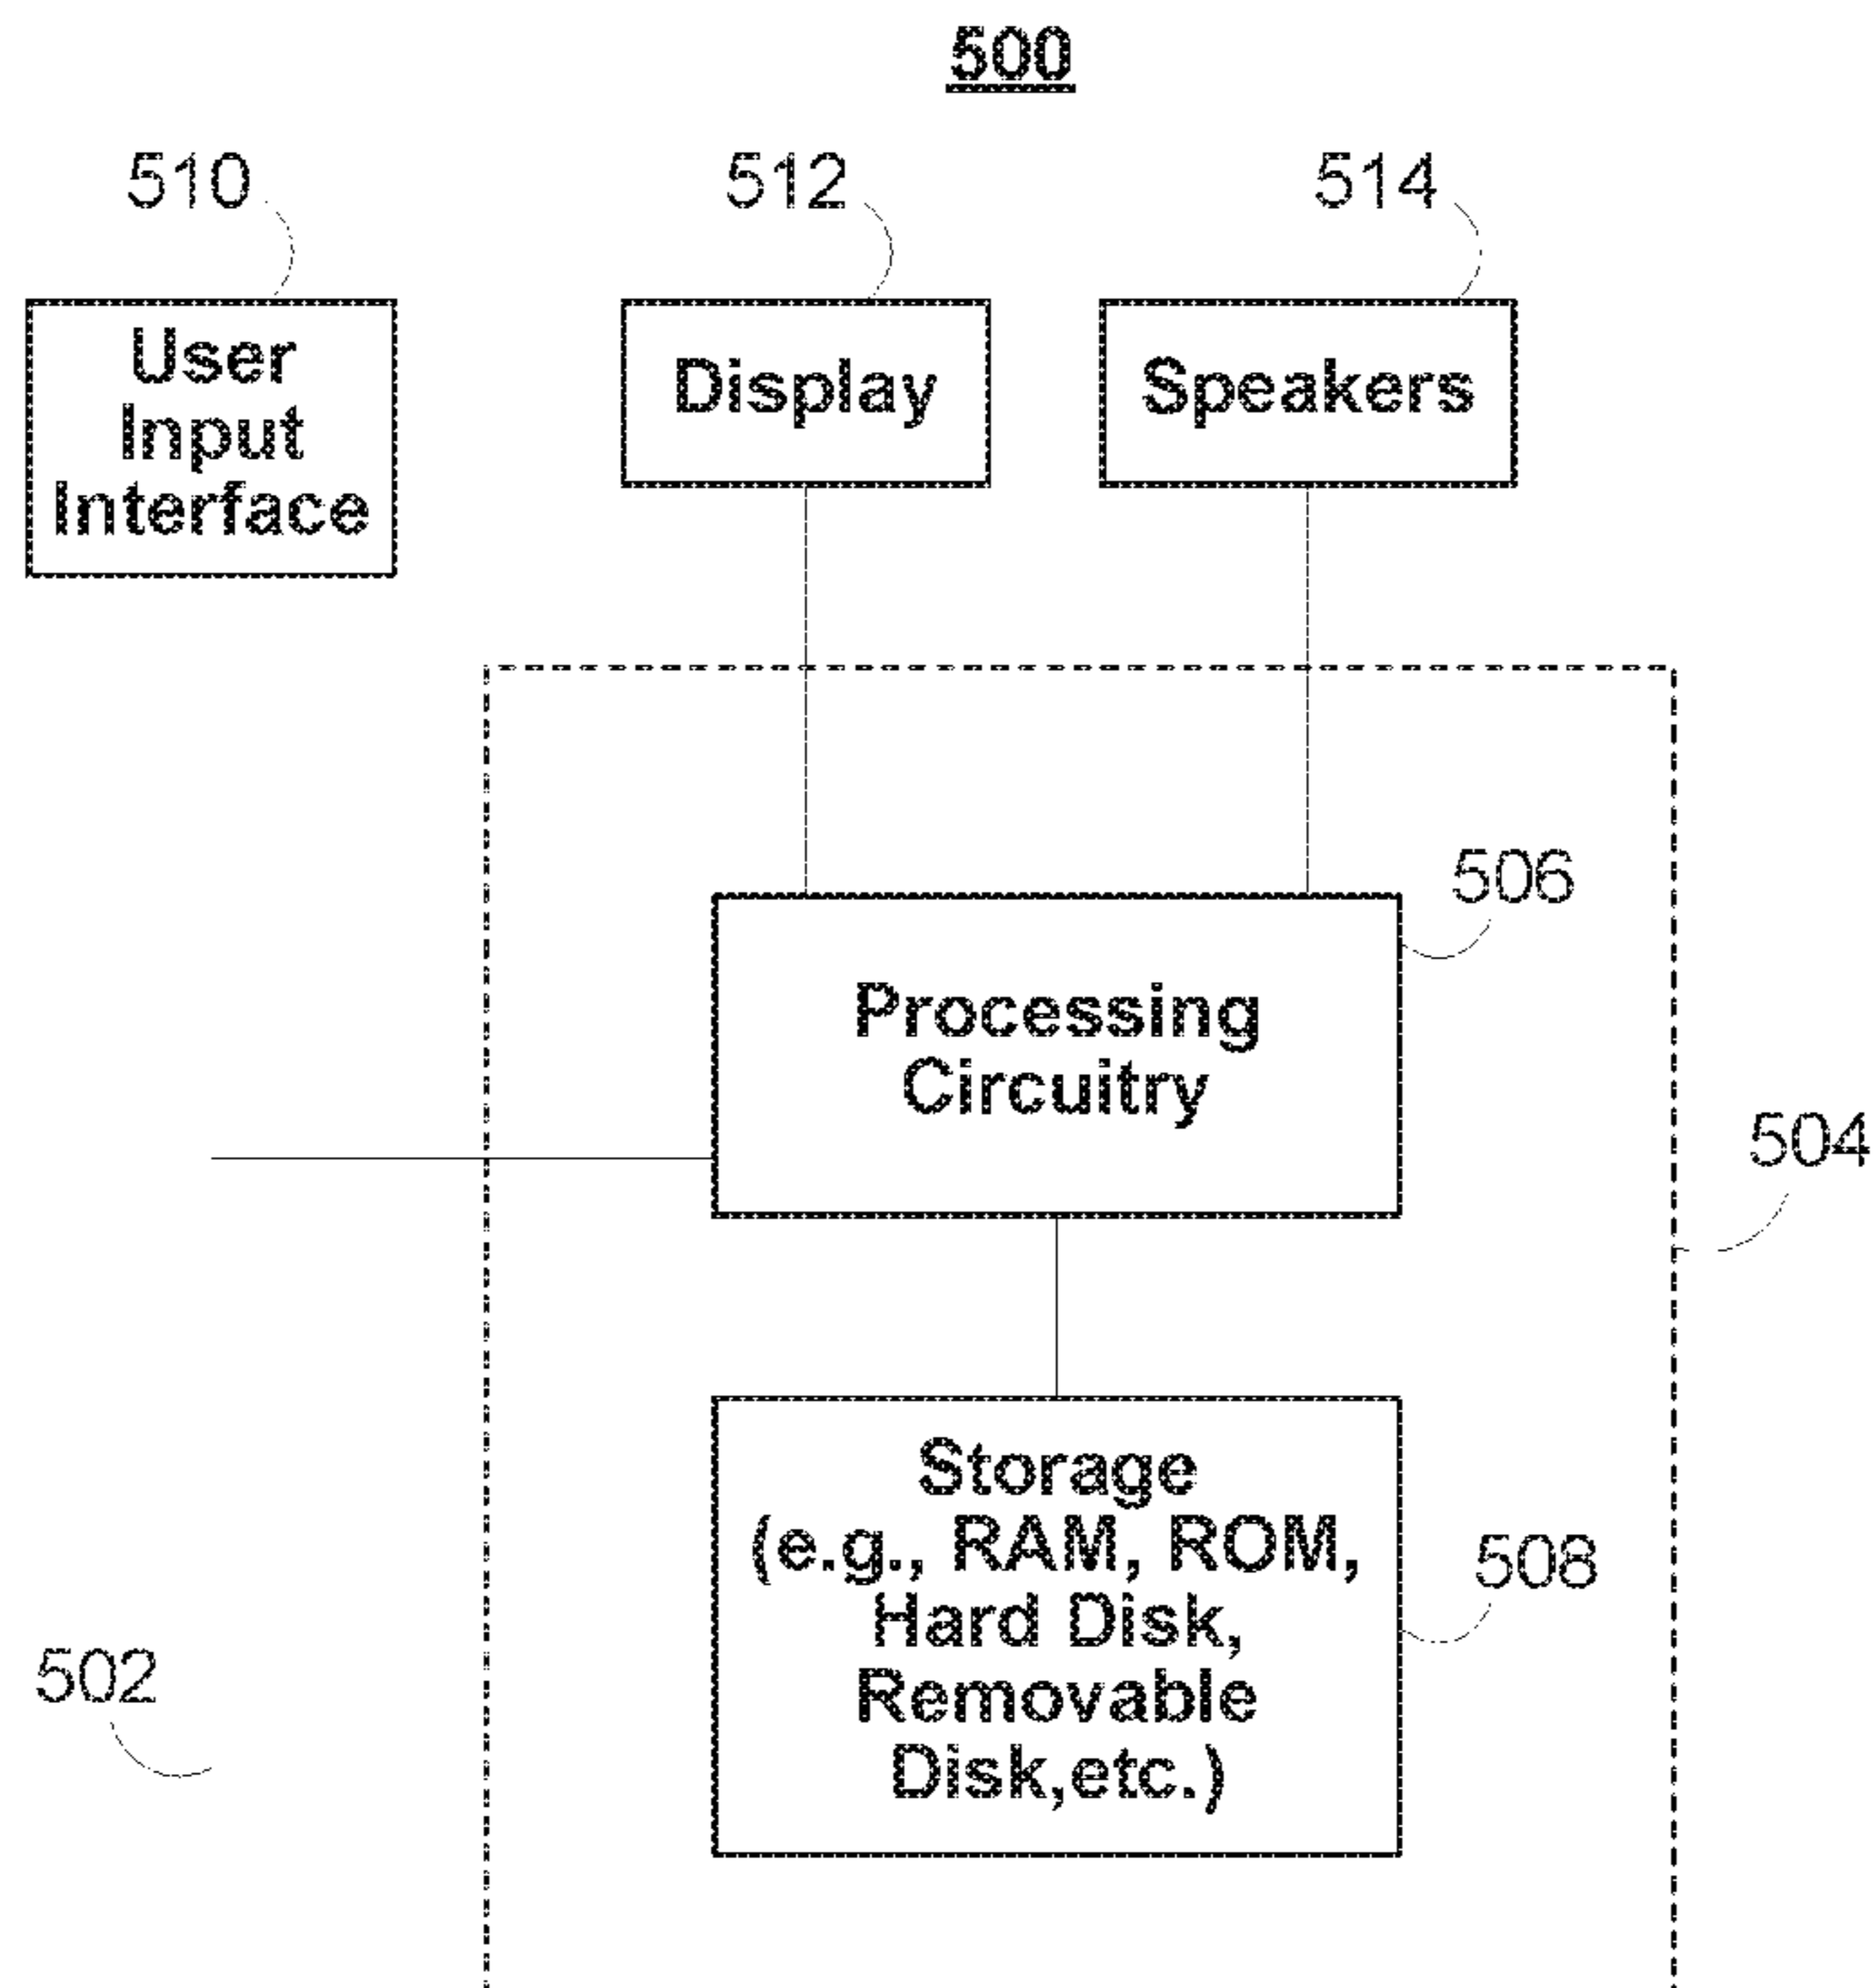 500
510
512
514
User
Input
Interface
Display
Speakers
506
Processing
Circuitry
504
Storage
(e.g., RAM, ROM,
Hard Disk,
Removable
Disk,etc.)
508
502